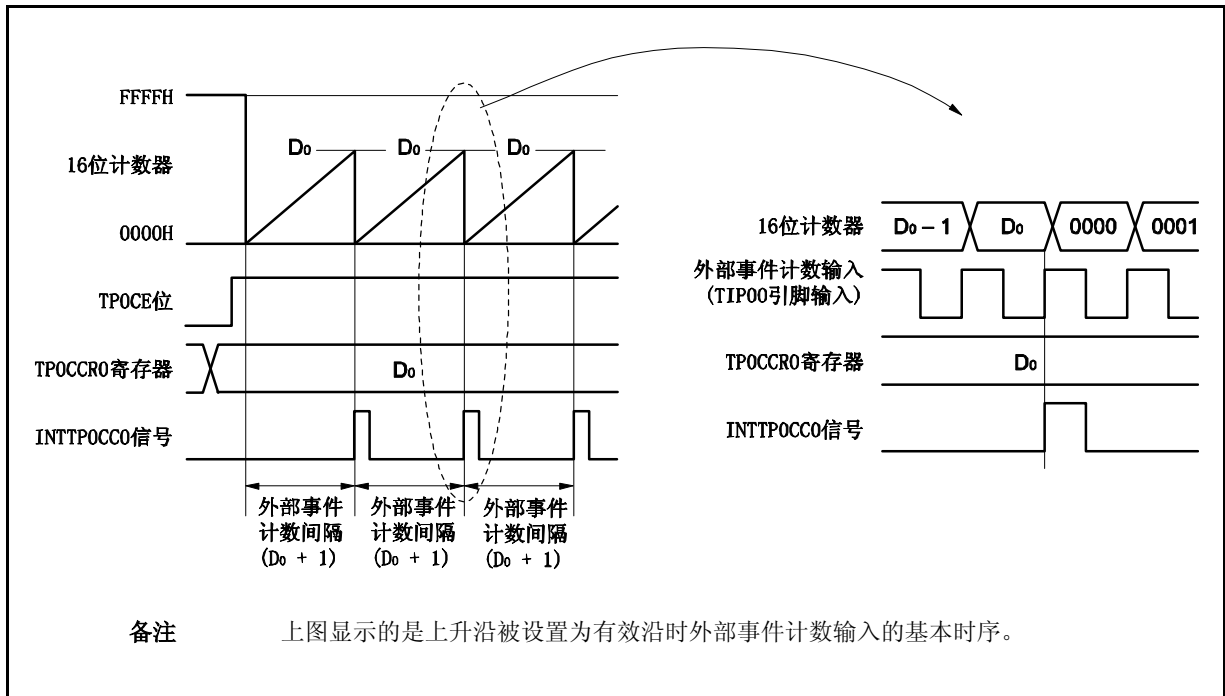 FFFFH
16位计数器
0000H
D0
D0
D0
TP0CE位
TP0CCR0寄存器
D0
INTTP0CC0信号
外部事件
计数间隔
(D0 + 1)
外部事件
计数间隔
(D0 + 1)
外部事件
计数间隔
(D0 + 1)
16位计数器
D0 – 1
D0
0000
0001
外部事件计数输入
(TIP00引脚输入)
TP0CCR0寄存器
D0
INTTP0CC0信号
备注 上图显示的是上升沿被设置为有效沿时外部事件计数输入的基本时序。